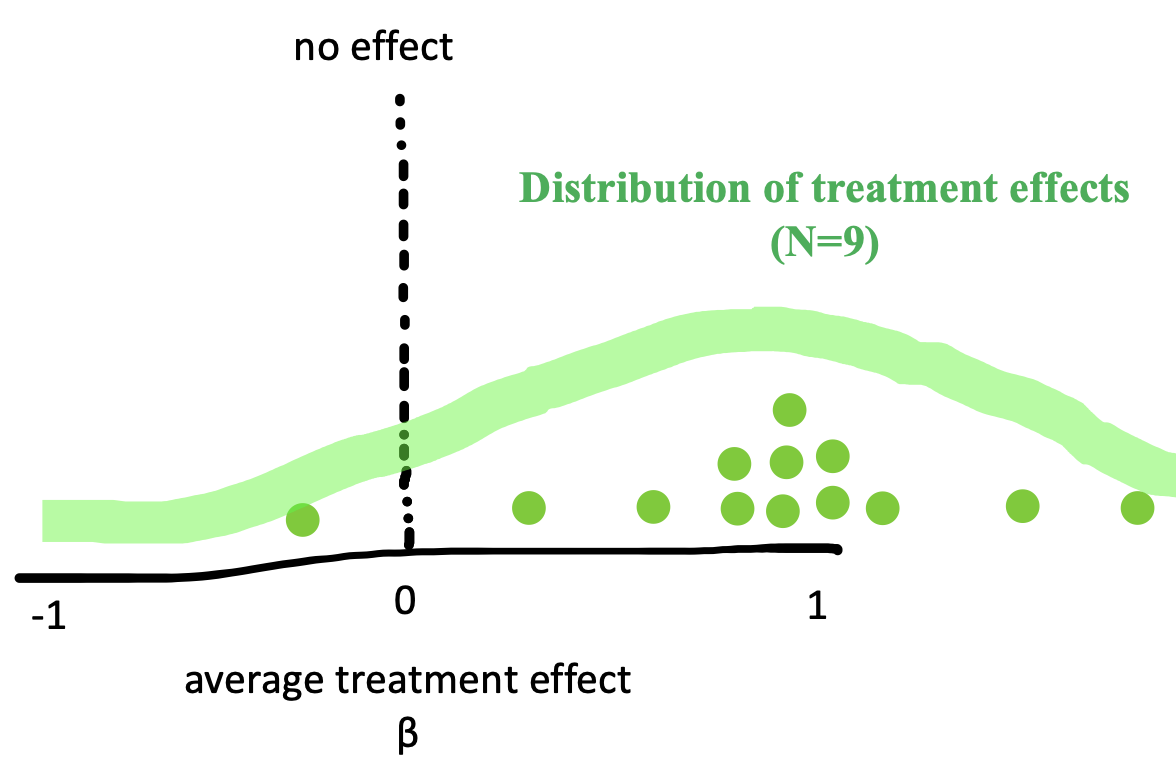 no effect
Distribution of treatment effects
(N=9)
-1
0
1
average treatment effect
β